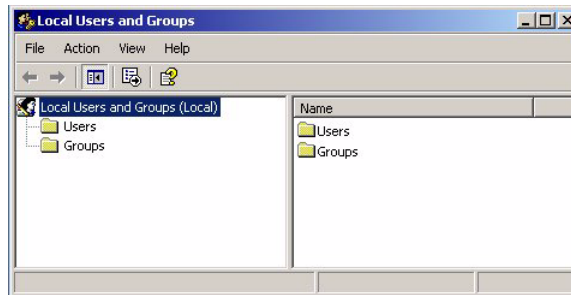 Local Users and Groups
File Action View Help
Local Users and Groups (Local)
Users
Groups
Name
Users
Groups